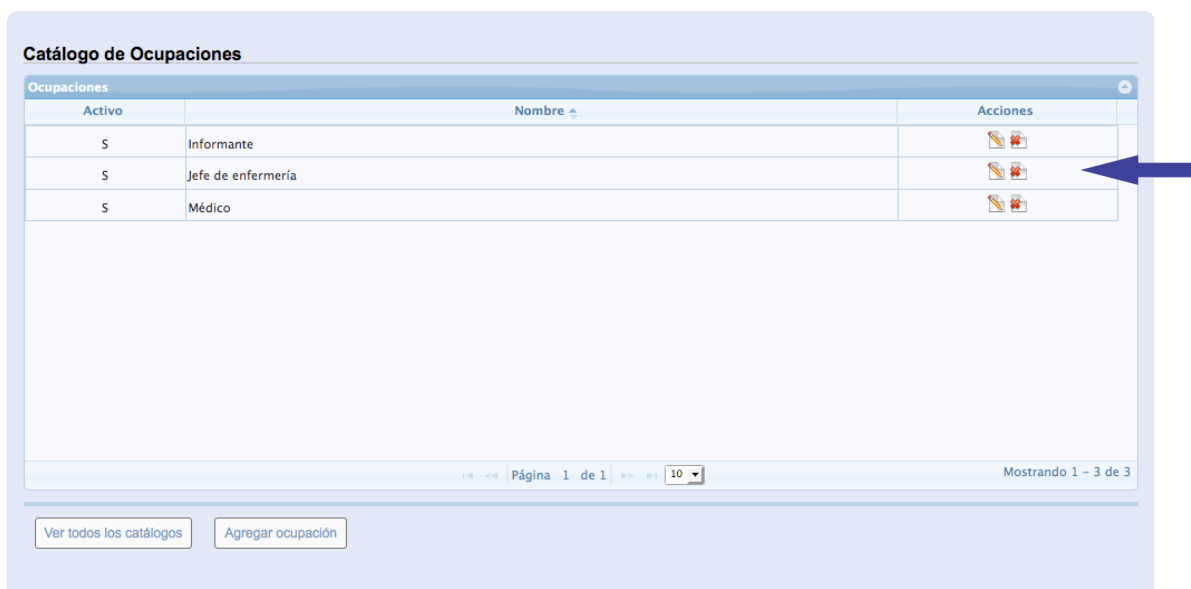 Catálogo de Ocupaciones
Ocupaciones
Activo Nombre Acciones
S Informante
S Jefe de enfermería
S Médico
Página 1 de 1 10 Mostrando 1 - 3 de 3
Ver todos los catálogos Agregar ocupación